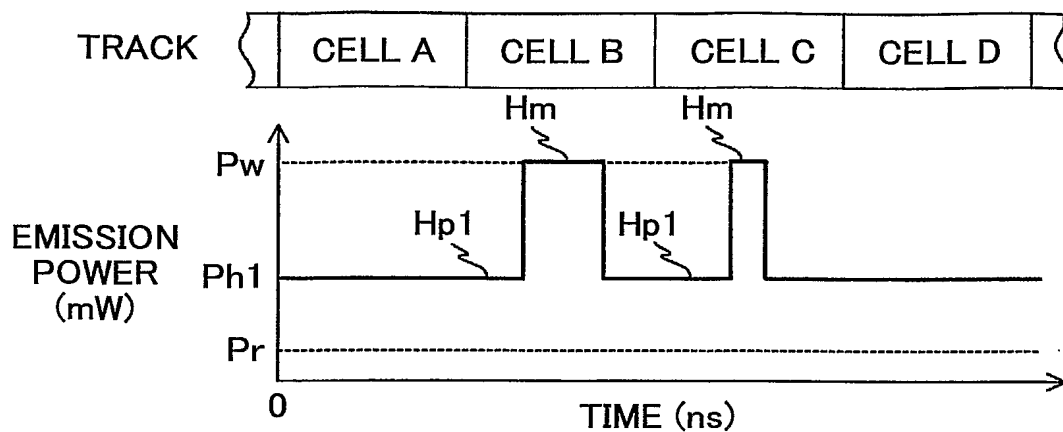 TRACK CELL A CELL B CELL C CELL D
Hm Hm
Pw
Hp1 Hp1
EMISSION
POWER
(mW)
Ph1
Pr
0
TIME (ns)